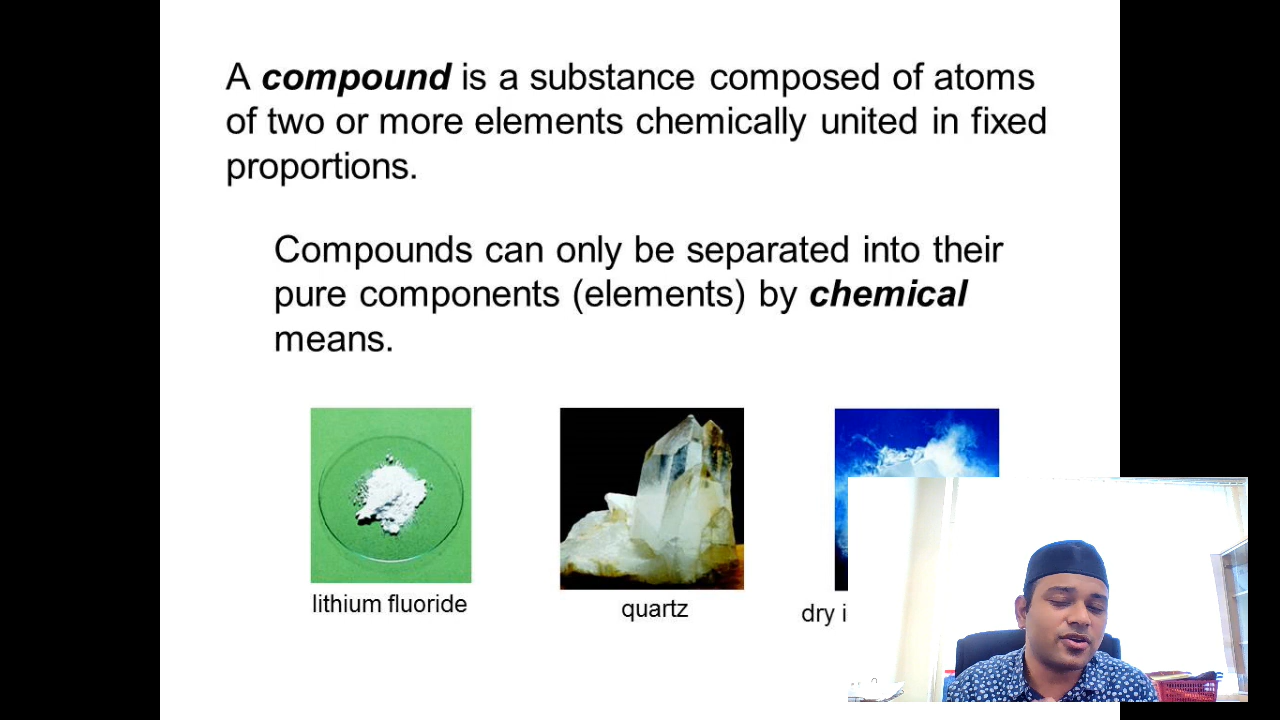 A compound is a substance composed of atoms
of two or more elements chemically united in fixed
proportions.
Compounds can only be separated into their
pure components (elements) by chemical
means.
lithium fluoride
quartz
dry i